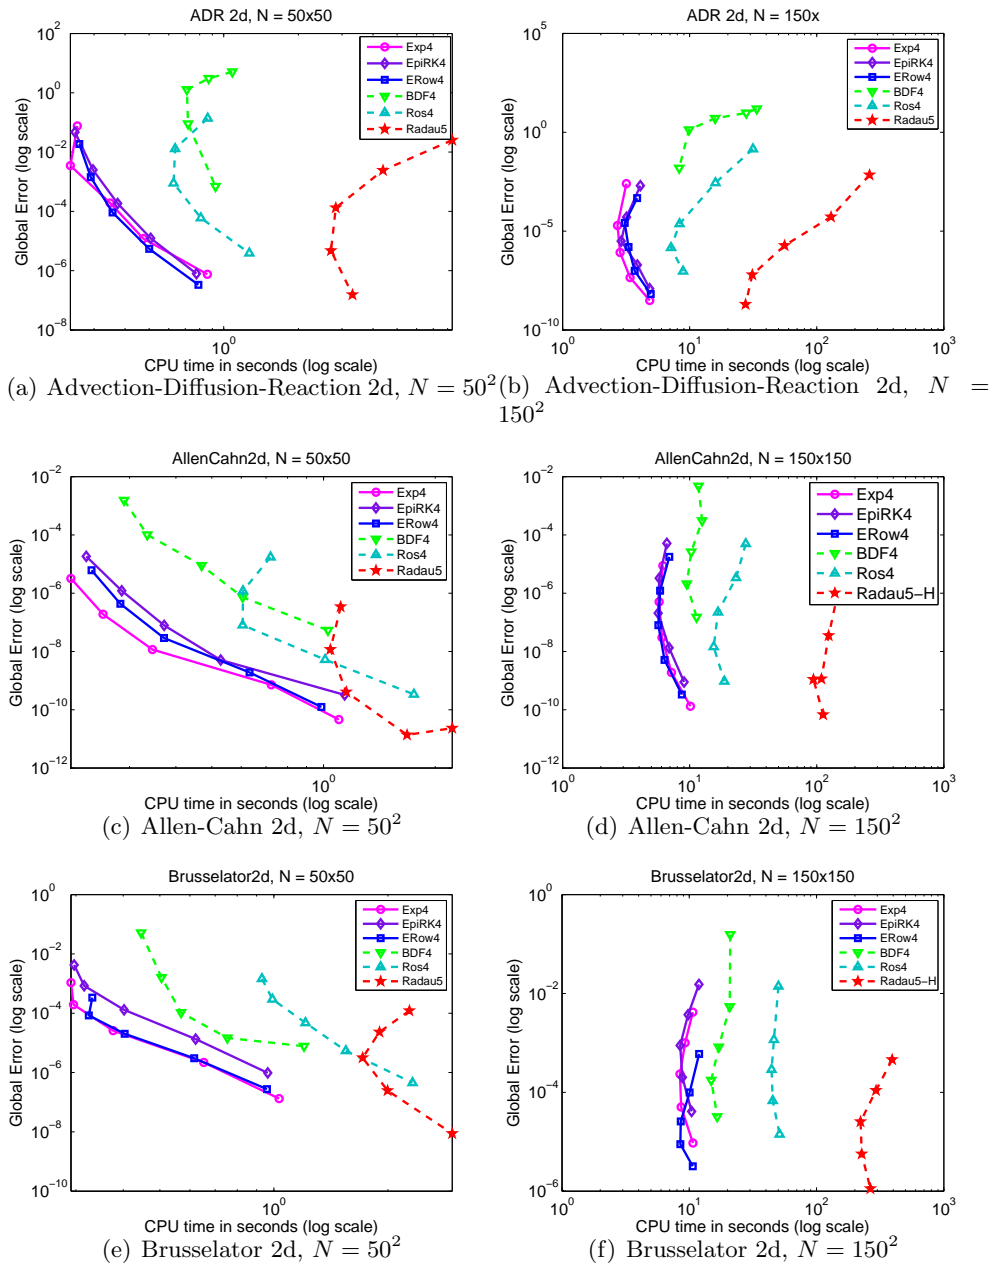 ADR 2d, N = 50x50
10^2
10^0
10^-2
10^-4
10^-6
10^-8
Global Error (log scale)
Exp4
EpiRK4
ERow4
BDF4
Ros4
Radau5
10^0
CPU time in seconds (log scale)
(a) Advection-Diffusion-Reaction 2d, N = 50^2
ADR 2d, N = 150x
10^5
10^0
10^-5
10^-10
Global Error (log scale)
Exp4
EpiRK4
ERow4
BDF4
Ros4
Radau5
10^0 10^1 10^2 10^3
CPU time in seconds (log scale)
(b) Advection-Diffusion-Reaction 2d, N =
150^2
AllenCahn2d, N = 50x50
10^-2
10^-4
10^-6
10^-8
10^-10
10^-12
Global Error (log scale)
Exp4
EpiRK4
ERow4
BDF4
Ros4
Radau5
10^0
CPU time in seconds (log scale)
(c) Allen-Cahn 2d, N = 50^2
AllenCahn2d, N = 150x150
10^-2
10^-4
10^-6
10^-8
10^-10
10^-12
Global Error (log scale)
Exp4
EpiRK4
ERow4
BDF4
Ros4
Radau5-H
10^0 10^1 10^2 10^3
CPU time in seconds (log scale)
(d) Allen-Cahn 2d, N = 150^2
Brusselator2d, N = 50x50
10^0
10^-2
10^-4
10^-6
10^-8
10^-10
Global Error (log scale)
Exp4
EpiRK4
ERow4
BDF4
Ros4
Radau5
10^0
CPU time in seconds (log scale)
(e) Brusselator 2d, N = 50^2
Brusselator2d, N = 150x150
10^0
10^-2
10^-4
10^-6
Global Error (log scale)
Exp4
EpiRK4
ERow4
BDF4
Ros4
Radau5-H
10^0 10^1 10^2 10^3
CPU time in seconds (log scale)
(f) Brusselator 2d, N = 150^2